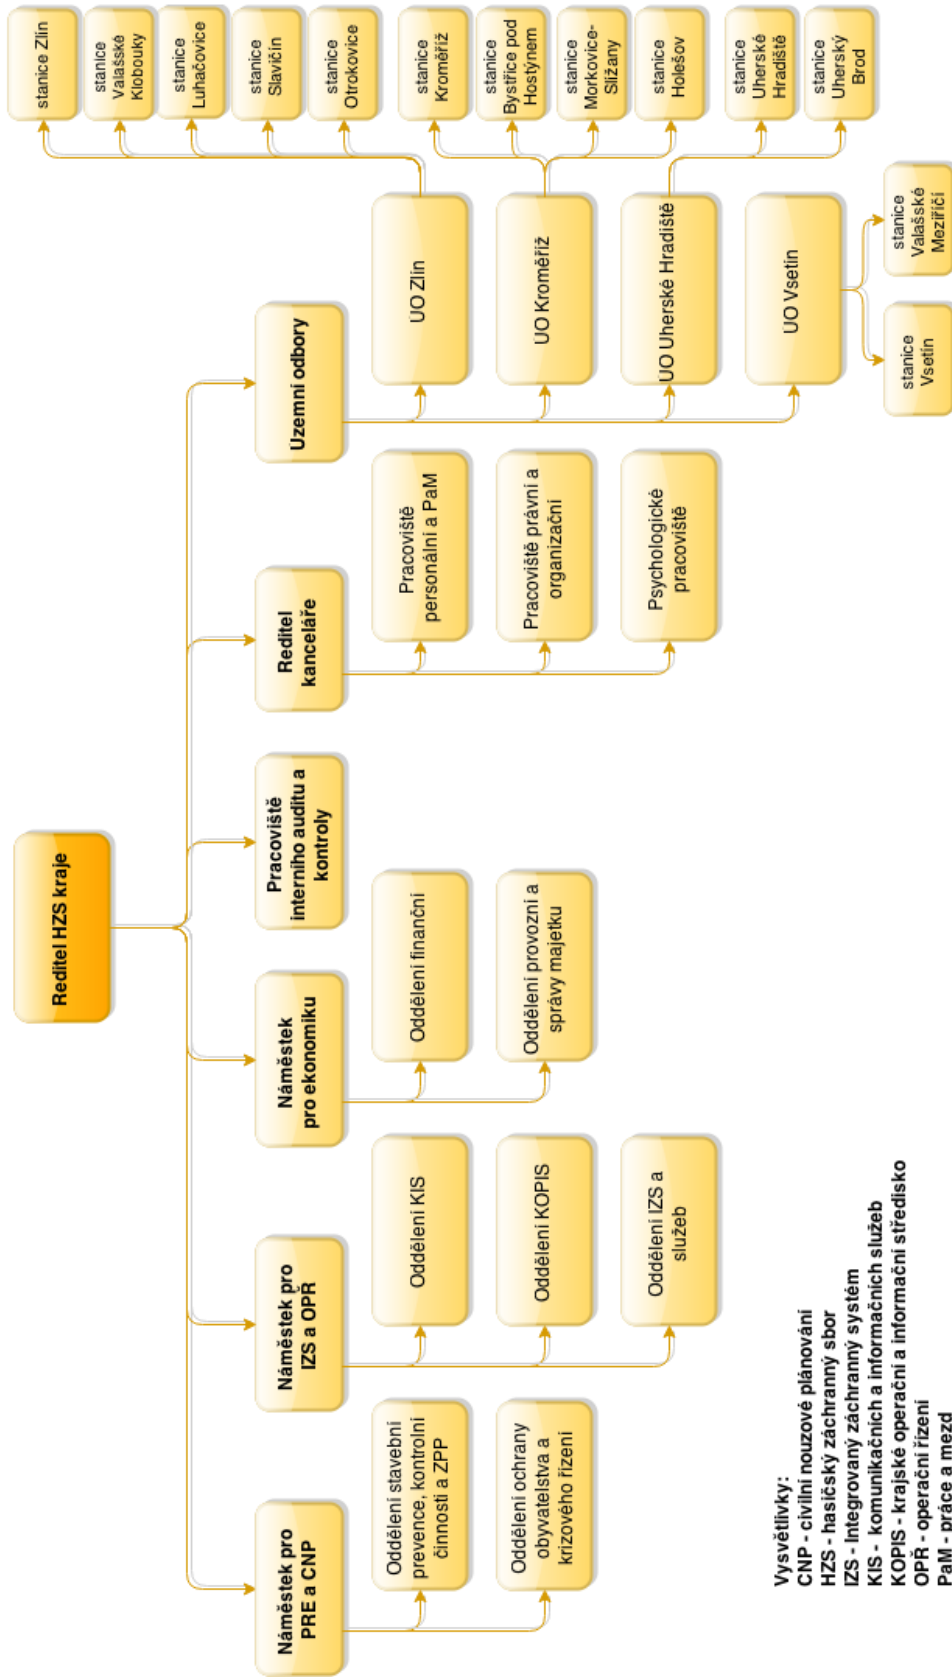 Ředitel HZS kraje
Náměstek pro
PRE a CNP
Náměstek pro
IZS a OPŘ
Náměstek
pro ekonomiku
Pracoviště
interního auditu a
kontroly
Ředitel
kanceláře
Územní odbory
Oddělení stavební
prevence, kontrolní
činnosti a ZPP
Oddělení ochrany
obyvatelstva a
krizového řízení
Oddělení KIS
Oddělení KOPIS
Oddělení IZS a
služeb
Oddělení finanční
Oddělení provozní a
správy majetku
Pracoviště
personální a PaM
Pracoviště právní a
organizační
Psychologické
pracoviště
ÚO Zlín
ÚO Kroměříž
ÚO Uherské Hradiště
ÚO Vsetín
stanice Zlín
stanice
Valašské
Klobouky
stanice
Luhačovice
stanice
Slavičín
stanice
Otrokovice
stanice
Kroměříž
stanice
Bystřice pod
Hostýnem
stanice
Morkovice-
Slížany
stanice
Holešov
stanice
Uherské
Hradiště
stanice
Uherský
Brod
stanice
Vsetín
stanice
Valašské
Meziříčí
Vysvětlivky:
CNP - civilní nouzové plánování
HZS - hasičský záchranný sbor
IZS - Integrovaný záchranný systém
KIS - komunikačních a informačních služeb
KOPIS - krajské operační a informační středisko
OPŘ - operační řízení
PaM - práce a mezd